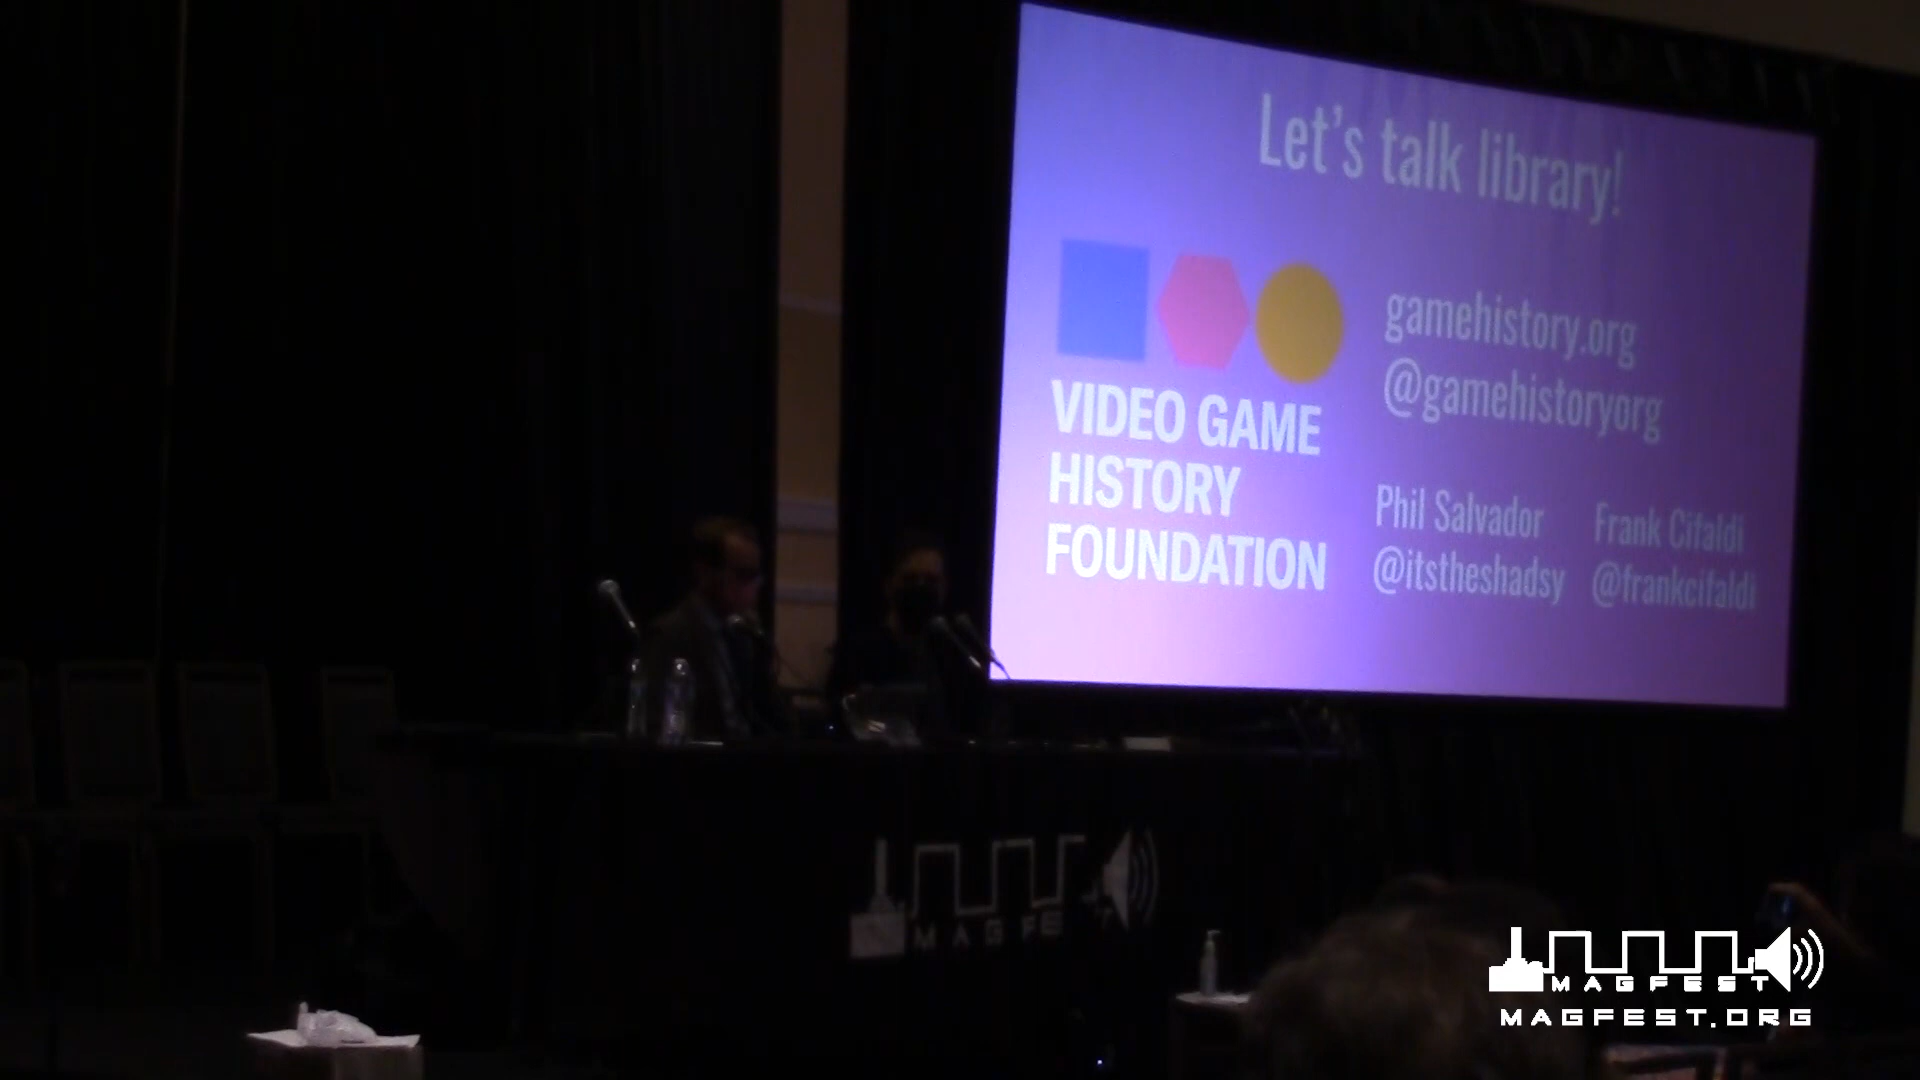 Let's talk library!
VIDEO GAME
HISTORY
FOUNDATION
gamehistory.org
@gamehistoryorg
Phil Salvador
@itstheshadsy
Frank Cifaldi
@frankcifaldi
MAGFEST
MAGFEST
MAGFEST.ORG